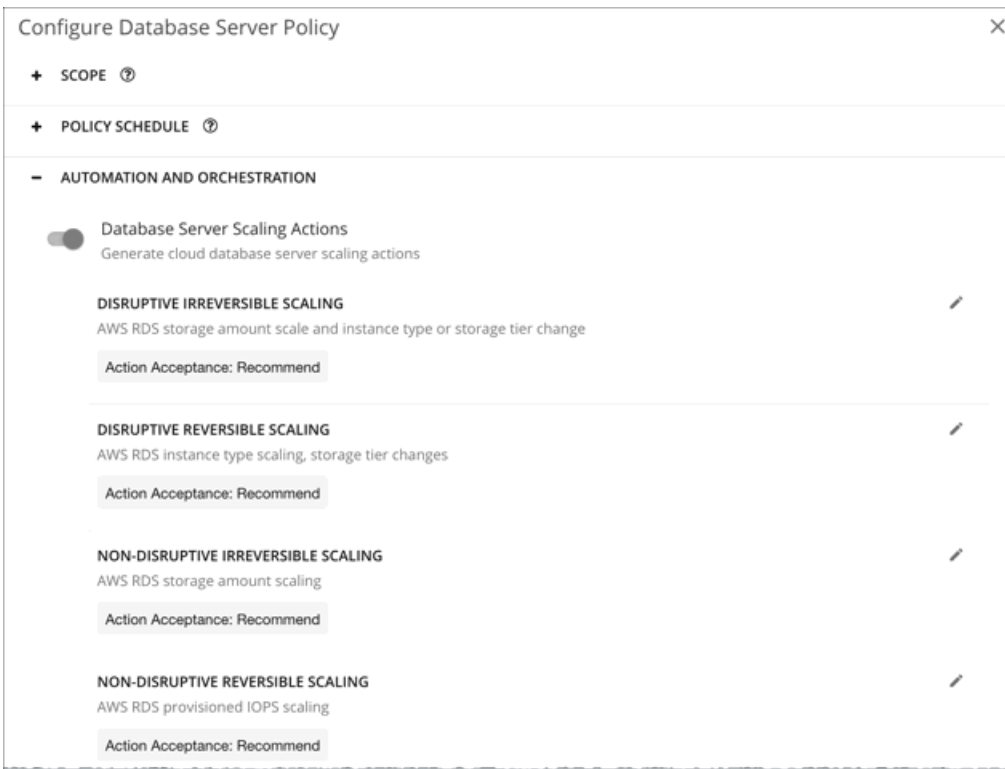 Configure Database Server Policy
SCOPE
POLICY SCHEDULE
AUTOMATION AND ORCHESTRATION
Database Server Scaling Actions
Generate cloud database server scaling actions
DISRUPTIVE IRREVERSIBLE SCALING
AWS RDS storage amount scale and instance type or storage tier change
Action Acceptance: Recommend
DISRUPTIVE REVERSIBLE SCALING
AWS RDS instance type scaling, storage tier changes
Action Acceptance: Recommend
NON-DISRUPTIVE IRREVERSIBLE SCALING
AWS RDS storage amount scaling
Action Acceptance: Recommend
NON-DISRUPTIVE REVERSIBLE SCALING
AWS RDS provisioned IOPS scaling
Action Acceptance: Recommend